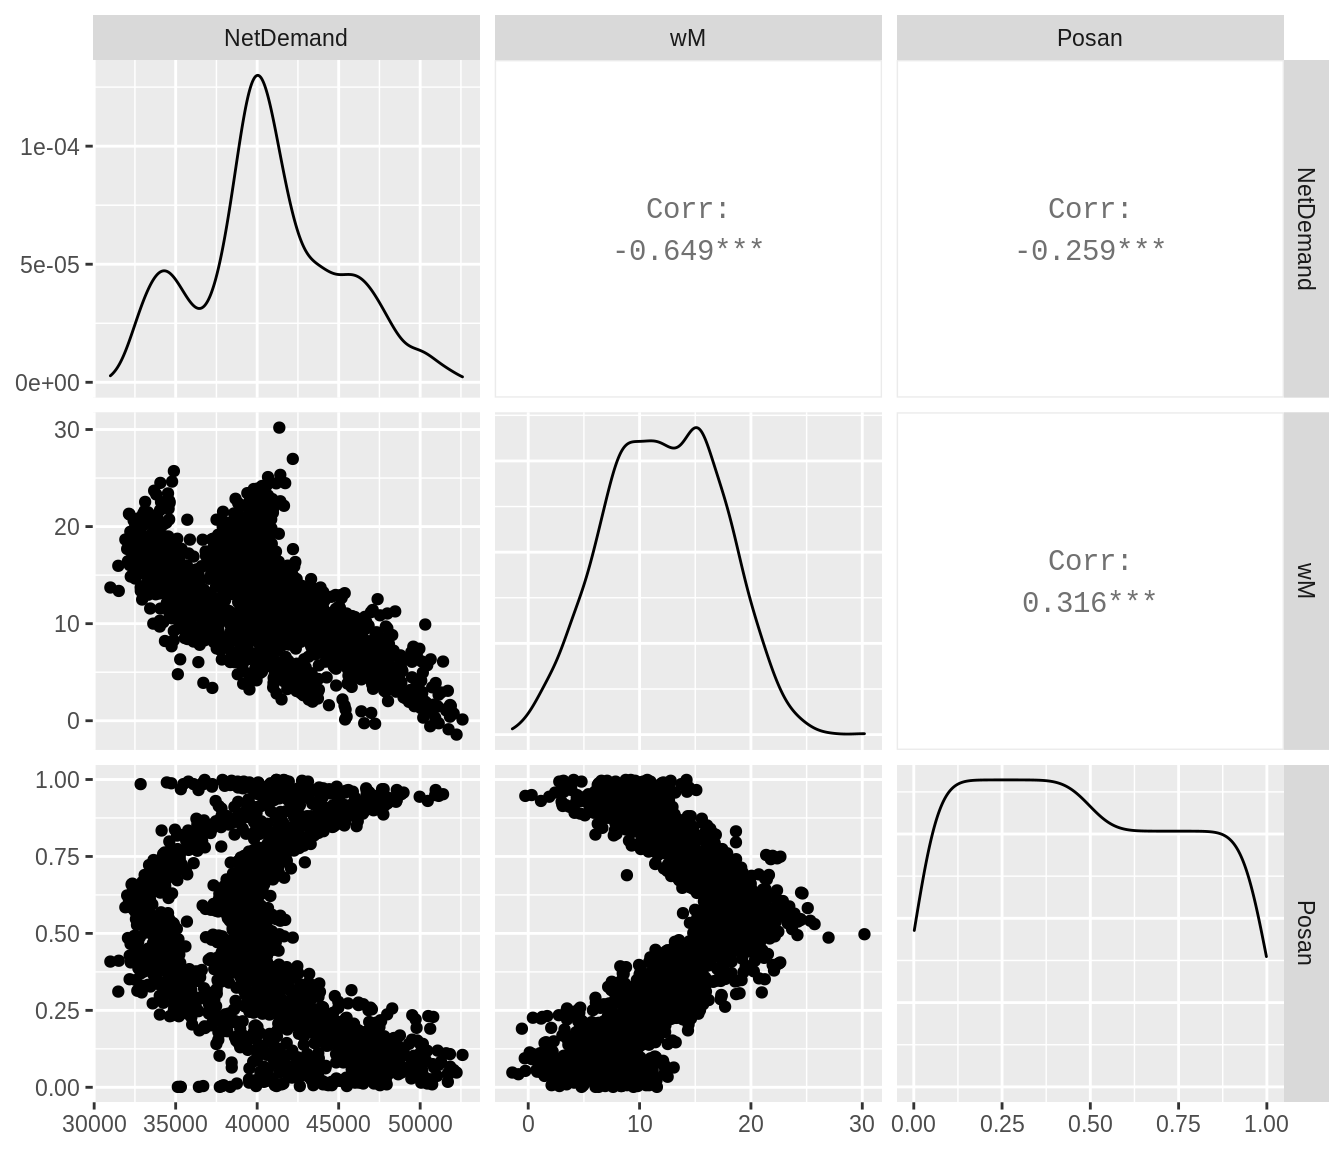 NetDemand wM Posan
1e-04
5e-05
0e+00
Corr:
-0.649***
Corr:
-0.259***
NetDemand
30
20
10
0
Corr:
0.316***
wM
1.00
0.75
0.50
0.25
0.00
Posan
30000 35000 40000 45000 50000 0 10 20 30 0.00 0.25 0.50 0.75 1.00